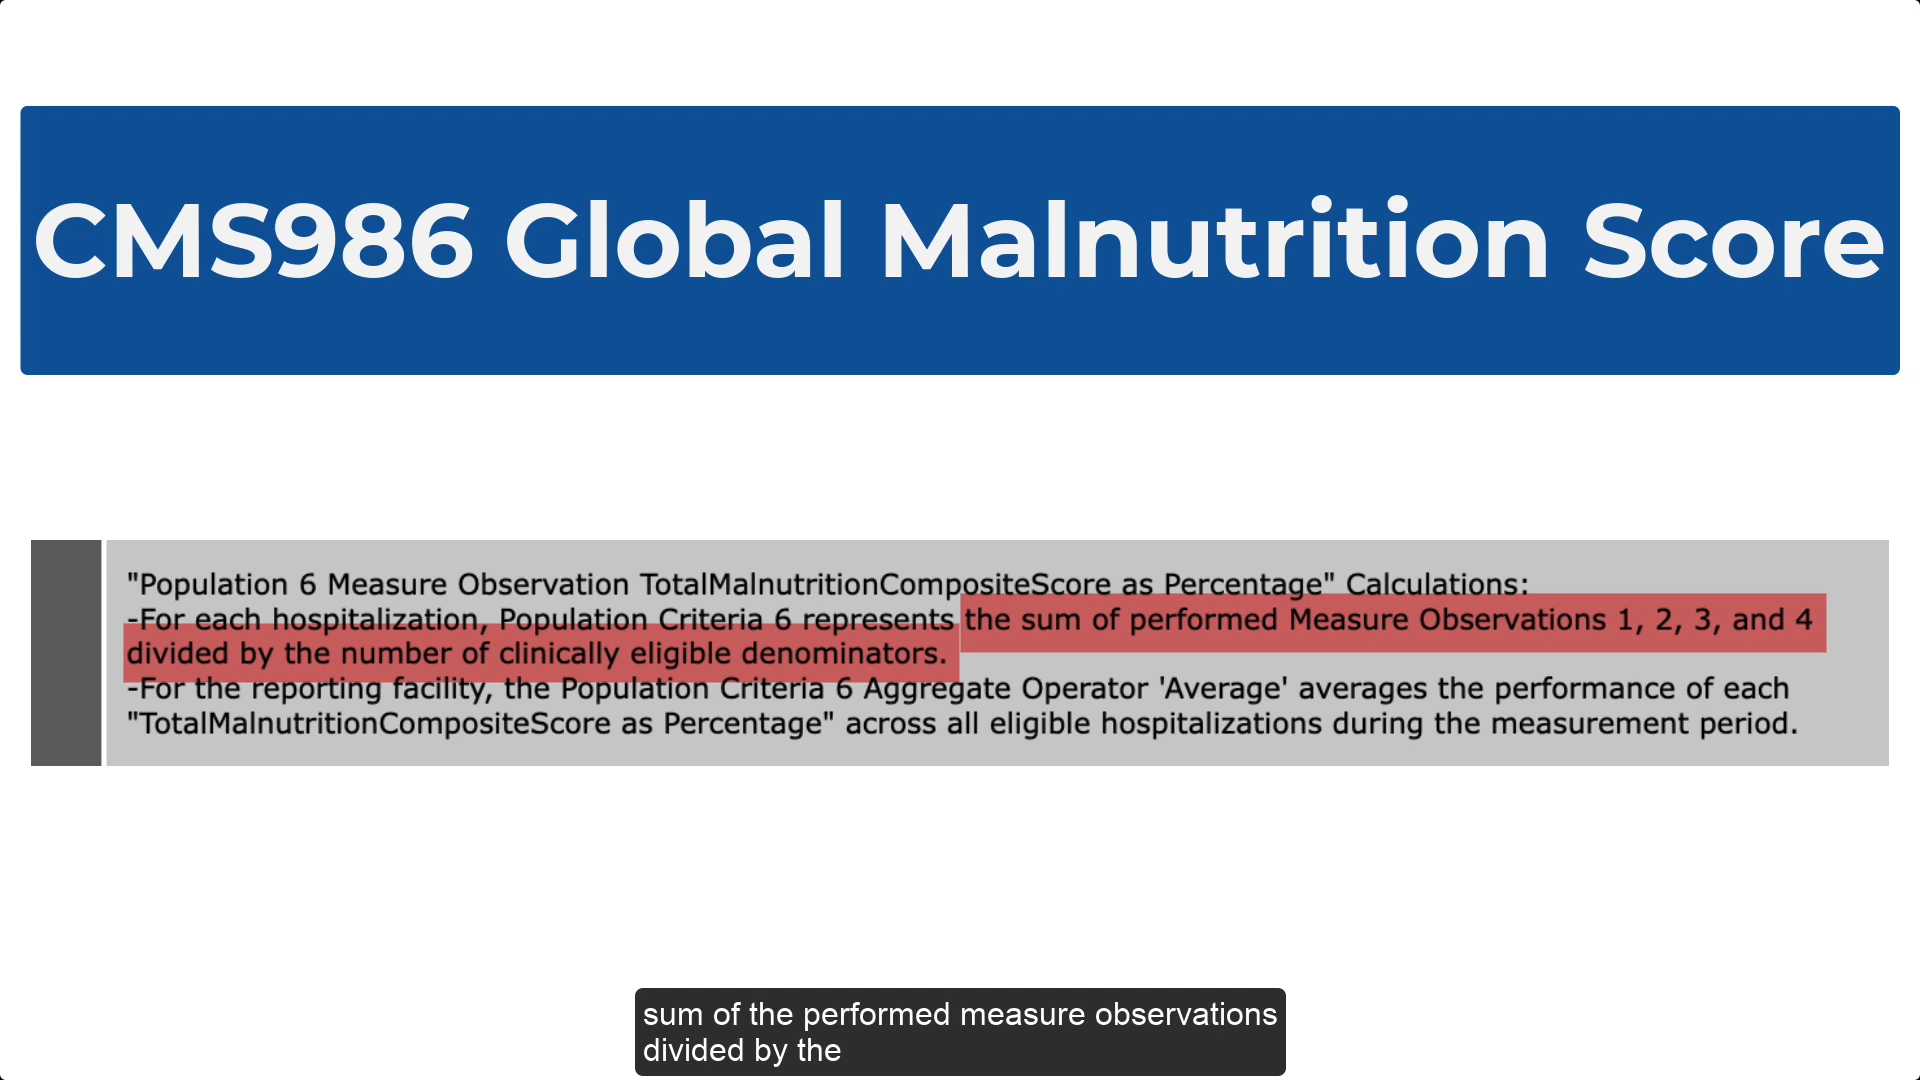 CMS986 Global Malnutrition Score
"Population 6 Measure Observation TotalMalnutritionCompositeScore as Percentage" Calculations:
-For each hospitalization, Population Criteria 6 represents the sum of performed Measure Observations 1, 2, 3, and 4
divided by the number of clinically eligible denominators.
-For the reporting facility, the Population Criteria 6 Aggregate Operator 'Average' averages the performance of each
"TotalMalnutritionCompositeScore as Percentage" across all eligible hospitalizations during the measurement period.
sum of the performed measure observations
divided by the